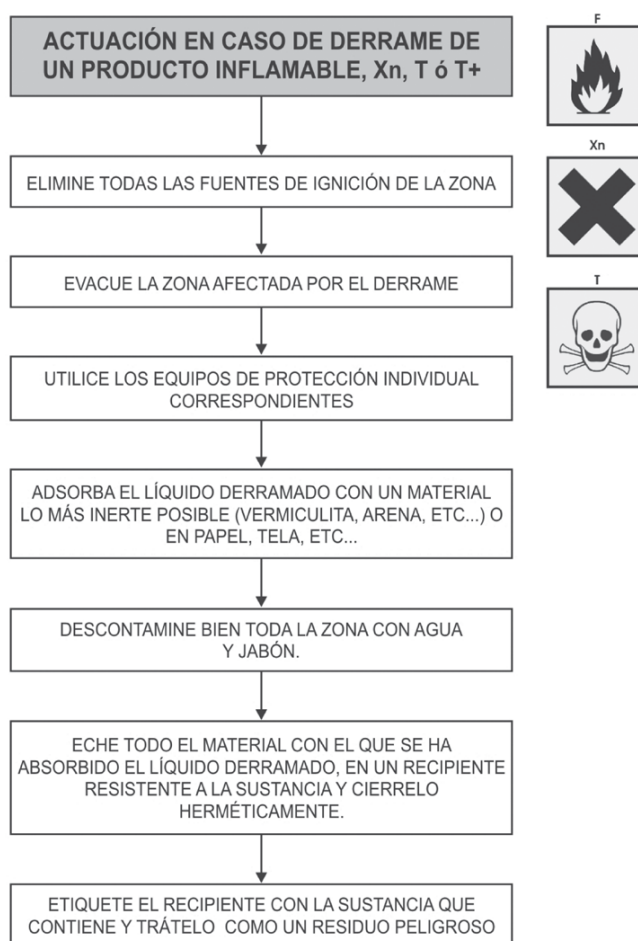 ACTUACIÓN EN CASO DE DERRAME DE
UN PRODUCTO INFLAMABLE, Xn, T ó T+
F
Xn
T
ELIMINE TODAS LAS FUENTES DE IGNICIÓN DE LA ZONA
EVACUE LA ZONA AFECTADA POR EL DERRAME
UTILICE LOS EQUIPOS DE PROTECCIÓN INDIVIDUAL
CORRESPONDIENTES
ADSORBA EL LÍQUIDO DERRAMADO CON UN MATERIAL
LO MÁS INERTE POSIBLE (VERMICULITA, ARENA, ETC...) O
EN PAPEL, TELA, ETC...
DESCONTAMINE BIEN TODA LA ZONA CON AGUA
Y JABÓN.
ECHE TODO EL MATERIAL CON EL QUE SE HA
ABSORBIDO EL LÍQUIDO DERRAMADO, EN UN RECIPIENTE
RESISTENTE A LA SUSTANCIA Y CIERRELO
HERMÉTICAMENTE.
ETIQUETE EL RECIPIENTE CON LA SUSTANCIA QUE
CONTIENE Y TRÁTELO COMO UN RESIDUO PELIGROSO